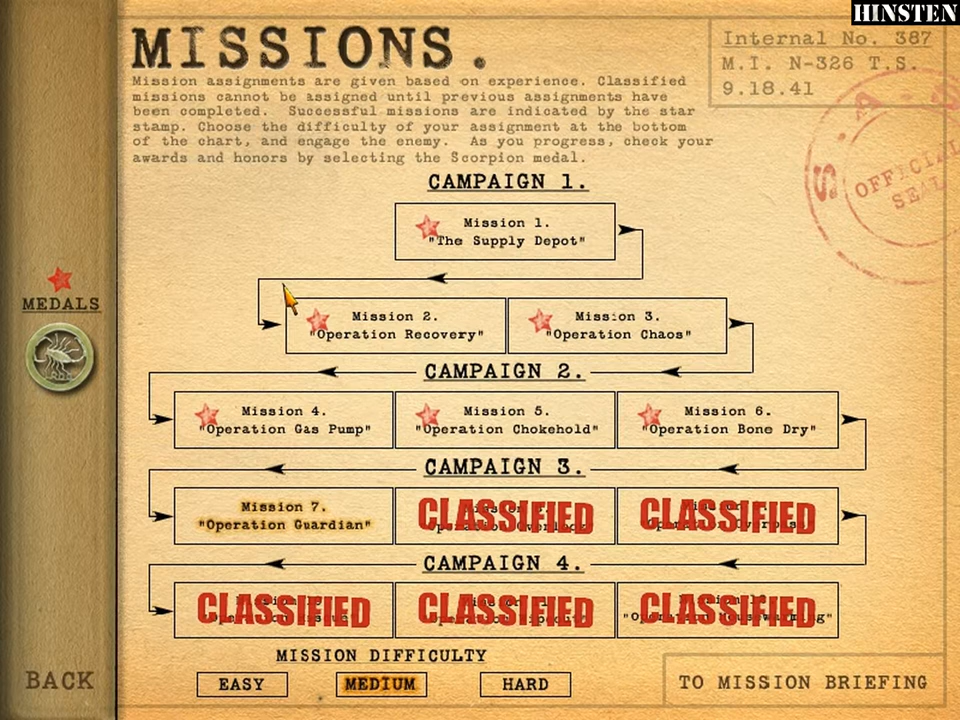 HINSTEN
MISSIONS.
Internal No. 387
M.I. N-326 T.S.
9.18.41
Mission assignments are given based on experience. Classified
missions cannot be assigned until previous assignments have
been completed. Successful missions are indicated by the star
stamp. Choose the difficulty of your assignment at the bottom
of the chart, and engage the enemy. As you progress, check your
awards and honors by selecting the Scorpion medal.
S. A
OFFICIAL
SEAL
CAMPAIGN 1.
Mission 1.
"The Supply Depot"
MEDALS
Mission 2.
"Operation Recovery"
Mission 3.
"Operation Chaos"
CAMPAIGN 2.
Mission 4.
"Operation Gas Pump"
Mission 5.
"Operation Chokehold"
Mission 6.
"Operation Bone Dry"
CAMPAIGN 3.
Mission 7.
"Operation Guardian"
CLASSIFIED
CLASSIFIED
CAMPAIGN 4.
CLASSIFIED
CLASSIFIED
CLASSIFIED
MISSION DIFFICULTY
EASY
MEDIUM
HARD
BACK
TO MISSION BRIEFING